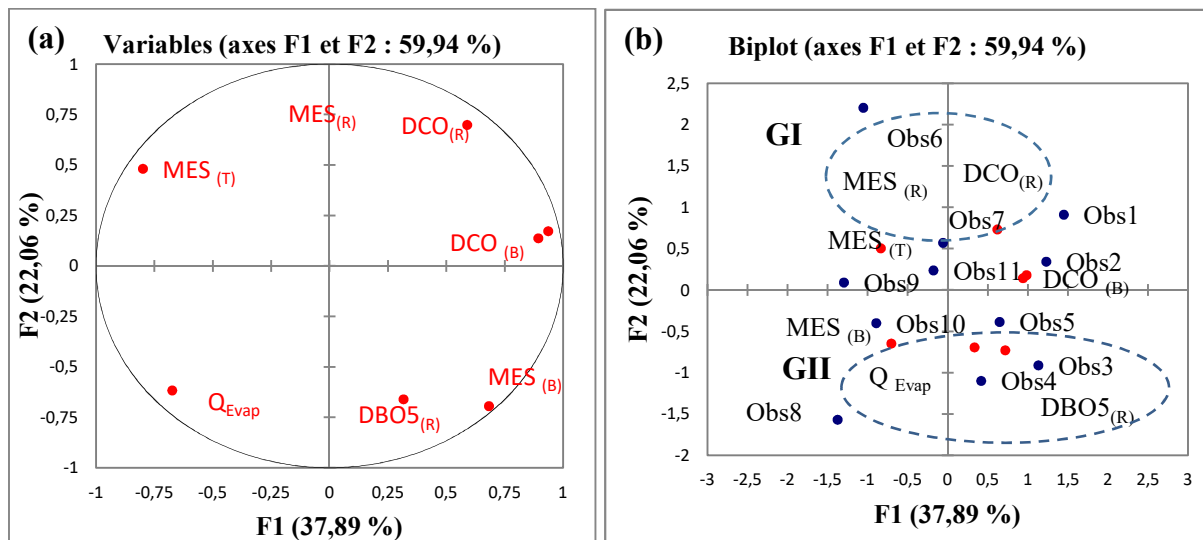 (a)
Variables (axes F1 et F2 : 59,94 %)
1
0,75
0,5
0,25
0
-0,25
-0,5
-0,75
-1
F2 (22,06 %)
MES(R)
DCO(R)
MES (T)
DCO (B)
MES (B)
QEvap
DBO5(R)
-1
-0,75
-0,5
-0,25
0
0,25
0,5
0,75
1
F1 (37,89 %)
(b)
Biplot (axes F1 et F2 : 59,94 %)
2,5
2
1,5
1
0,5
0
-0,5
-1
-1,5
-2
F2 (22,06 %)
GI
Obs6
MES (R)
DCO(R)
Obs7
Obs1
MES (T)
Obs11
Obs2
Obs9
DCO (B)
MES (B)
Obs10
Obs5
GII
Q Evap
Obs4
Obs3
Obs8
DBO5(R)
-3
-2,5
-2
-1,5
-1
-0,5
0
0,5
1
1,5
2
2,5
3
F1 (37,89 %)